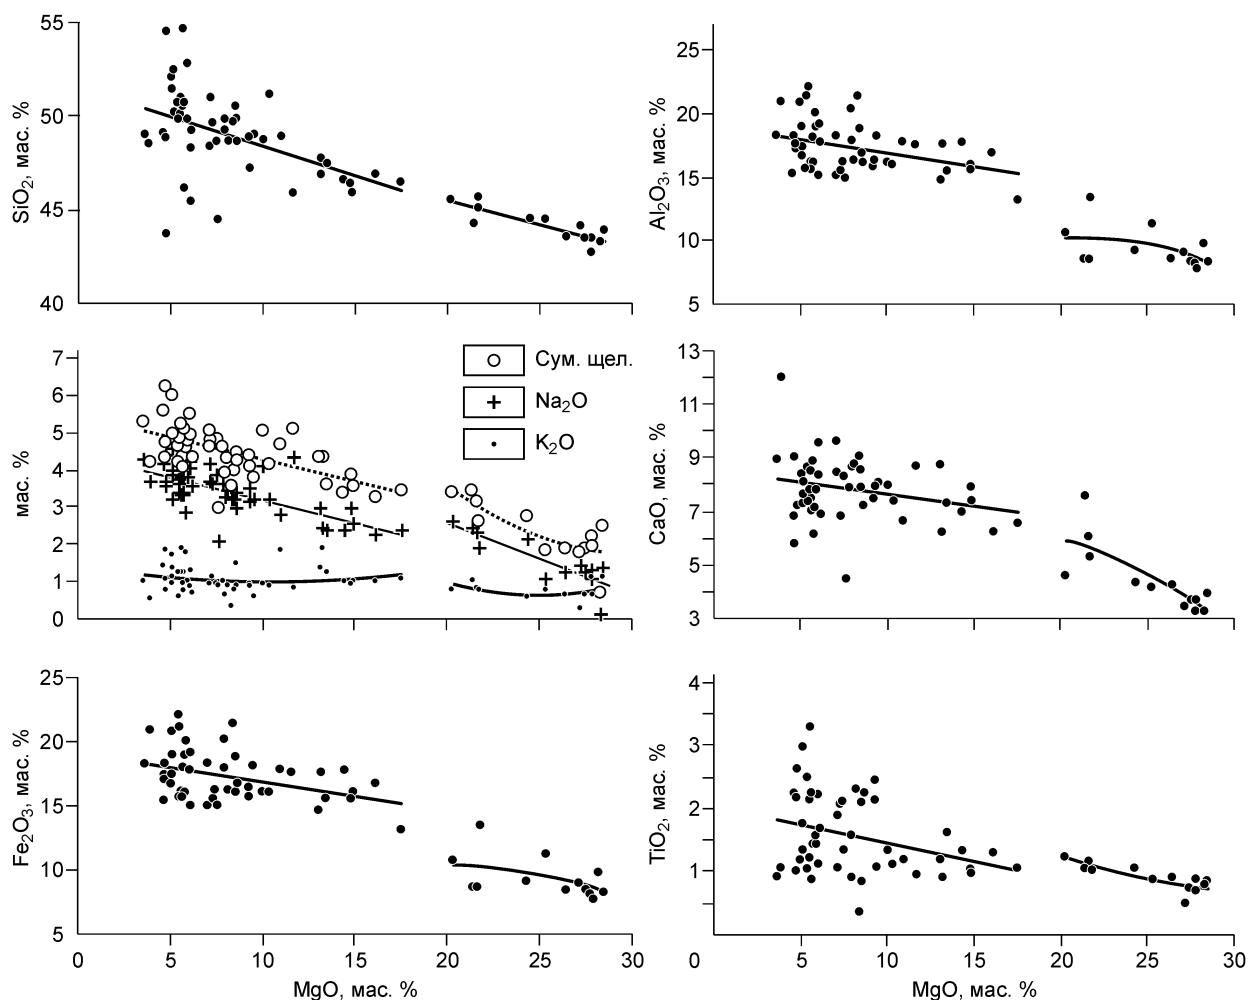 55
50
45
40
SiO₂, мас. %
25
20
15
10
5
Al₂O₃, мас. %
7
6
5
4
3
2
1
0
мас. %
Сум. щел.
Na₂O
K₂O
13
11
9
7
5
3
CaO, мас. %
25
20
15
10
5
Fe₂O₃, мас. %
0 5 10 15 20 25 30
MgO, мас. %
4
3
2
1
TiO₂, мас. %
0 5 10 15 20 25 30
MgO, мас. %